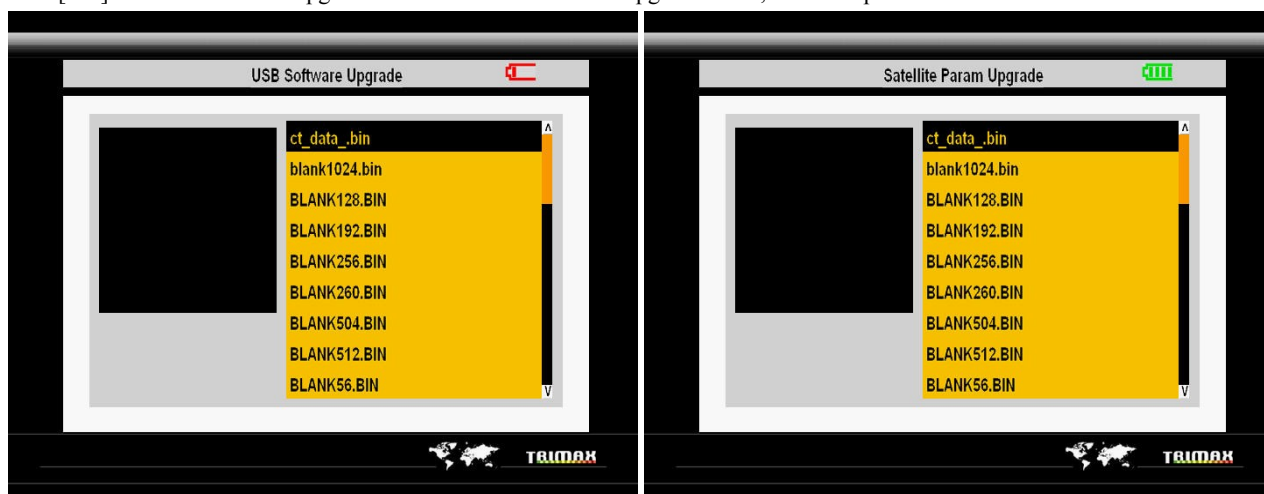 USB Software Upgrade
ct_data_.bin
blank1024.bin
BLANK128.BIN
BLANK192.BIN
BLANK256.BIN
BLANK260.BIN
BLANK504.BIN
BLANK512.BIN
BLANK56.BIN
TRIMAX
Satellite Param Upgrade
ct_data_.bin
blank1024.bin
BLANK128.BIN
BLANK192.BIN
BLANK256.BIN
BLANK260.BIN
BLANK504.BIN
BLANK512.BIN
BLANK56.BIN
TRIMAX